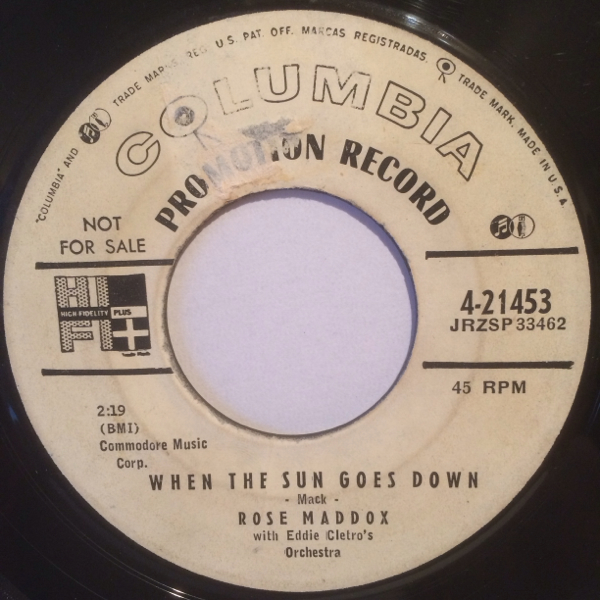 "COLUMBIA" AND TRADE MARKS REG. U.S. PAT. OFF. MARCAS REGISTRADAS. TRADE MARK. MADE IN U.S.A.
COLUMBIA
PROMOTION RECORD
NOT
FOR SALE
HI
HIGH FIDELITY PLUS
FI +
Trade Mark
4-21453
JRZSP 33462
45 RPM
2:19
(BMI)
Commodore Music
Corp.
WHEN THE SUN GOES DOWN
- Mack -
ROSE MADDOX
with Eddie Cletro's
Orchestra